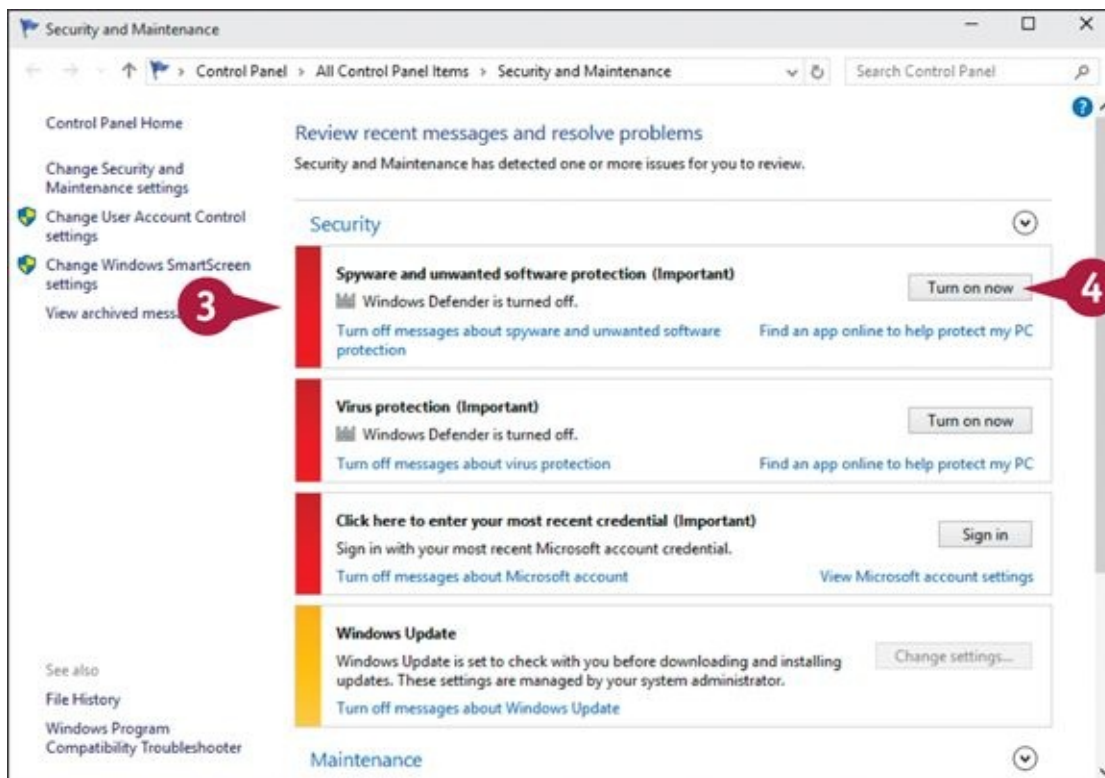 Security and Maintenance
Control Panel > All Control Panel Items > Security and Maintenance
Search Control Panel
Control Panel Home
Change Security and
Maintenance settings
Change User Account Control
settings
Change Windows SmartScreen
settings
View archived
See also
File History
Windows Program
Compatibility Troubleshooter
Review recent messages and resolve problems
Security and Maintenance has detected one or more issues for you to review.
Security
3
Spyware and unwanted software protection (Important)
Windows Defender is turned off.
Turn on now
4
Turn off messages about spyware and unwanted software
protection
Find an app online to help protect my PC
Virus protection (Important)
Windows Defender is turned off.
Turn on now
Turn off messages about virus protection
Find an app online to help protect my PC
Click here to enter your most recent credential (Important)
Sign in with your most recent Microsoft account credential.
Sign in
Turn off messages about Microsoft account
View Microsoft account settings
Windows Update
Windows Update is set to check with you before downloading and installing
updates. These settings are managed by your system administrator.
Change settings...
Turn off messages about Windows Update
Maintenance